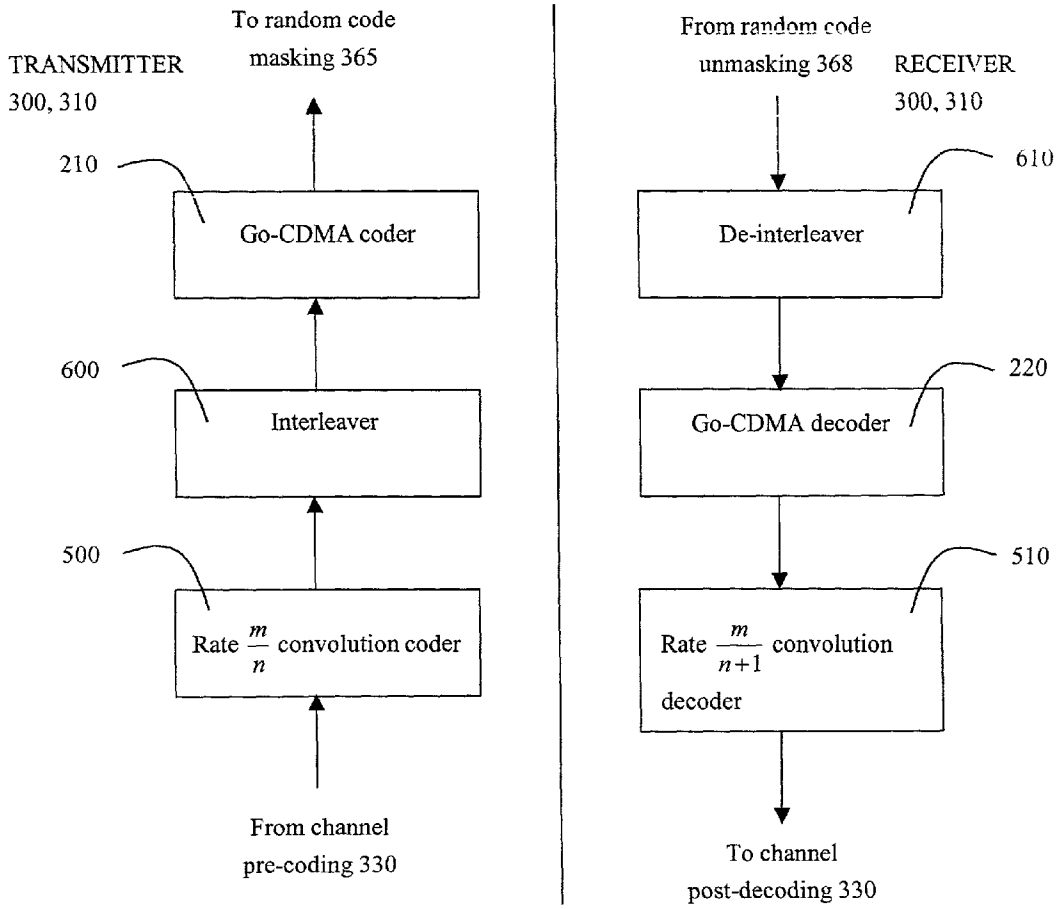 To random code
masking 365
TRANSMITTER
300, 310
210
Go-CDMA coder
600
Interleaver
500
Rate m/n convolution coder
From channel
pre-coding 330
From random code
unmasking 368
RECEIVER
300, 310
610
De-interleaver
220
Go-CDMA decoder
510
Rate m/n+1 convolution
decoder
To channel
post-decoding 330